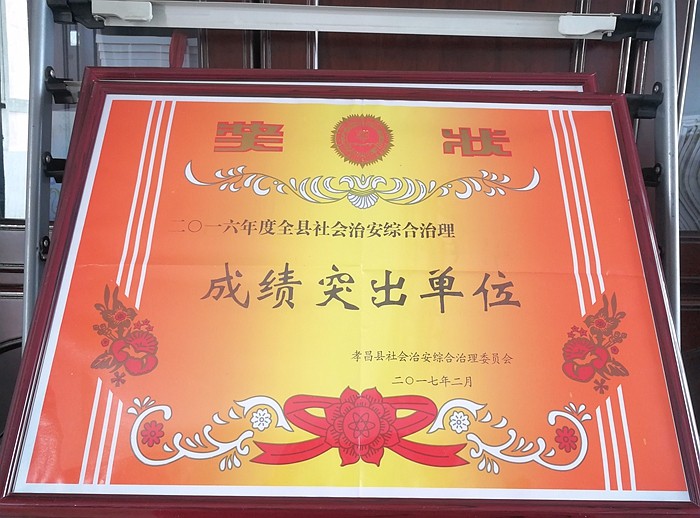 奖状
二〇一六年度全县社会治安综合治理
成绩突出单位
孝昌县社会治安综合治理委员会
二〇一七年二月